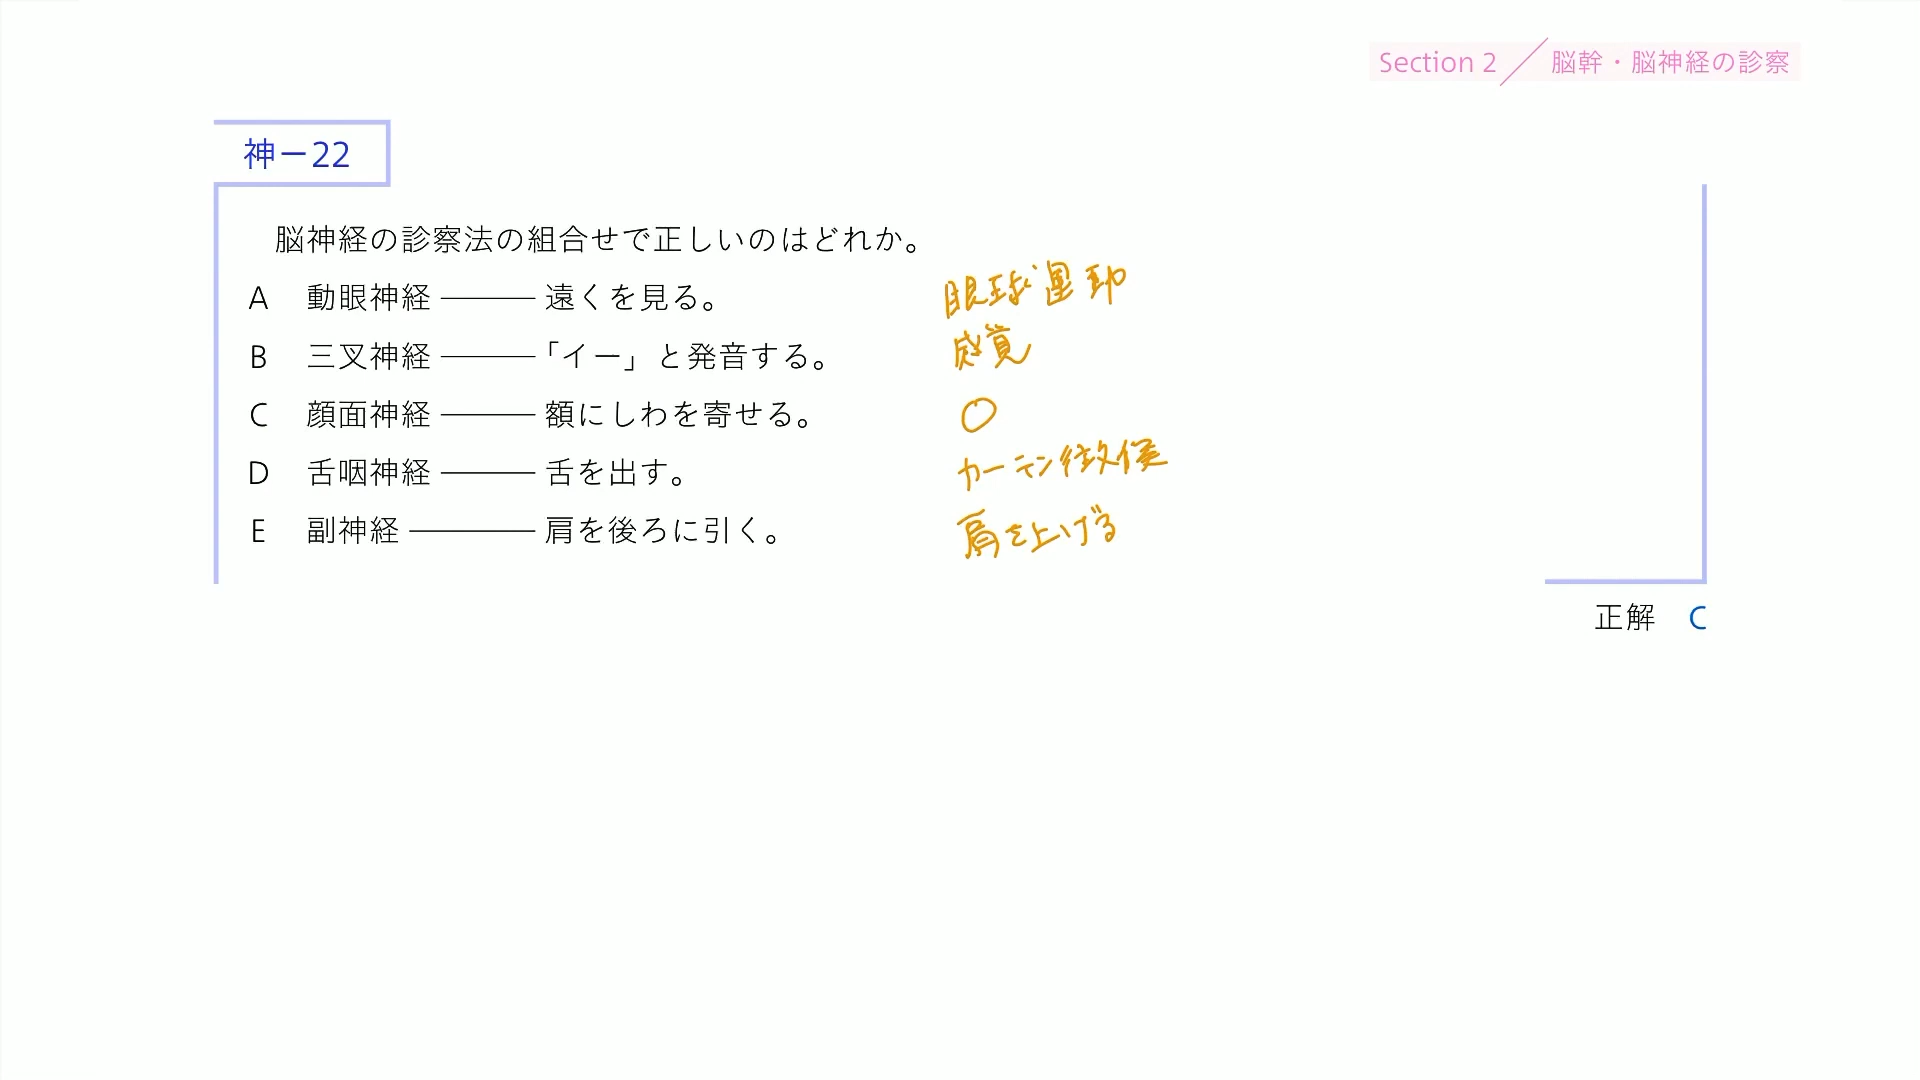 Section 2 / 脳幹・脳神経の診察
神ー22
脳神経の診察法の組合せで正しいのはどれか。
A 動眼神経 ――― 遠くを見る。 眼球運動
B 三叉神経 ―――「イー」と発音する。 感覚
C 顔面神経 ――― 額にしわを寄せる。 ○
D 舌咽神経 ――― 舌を出す。 カーテン徴候
E 副神経 ―――― 肩を後ろに引く。 肩を上げる
正解 C